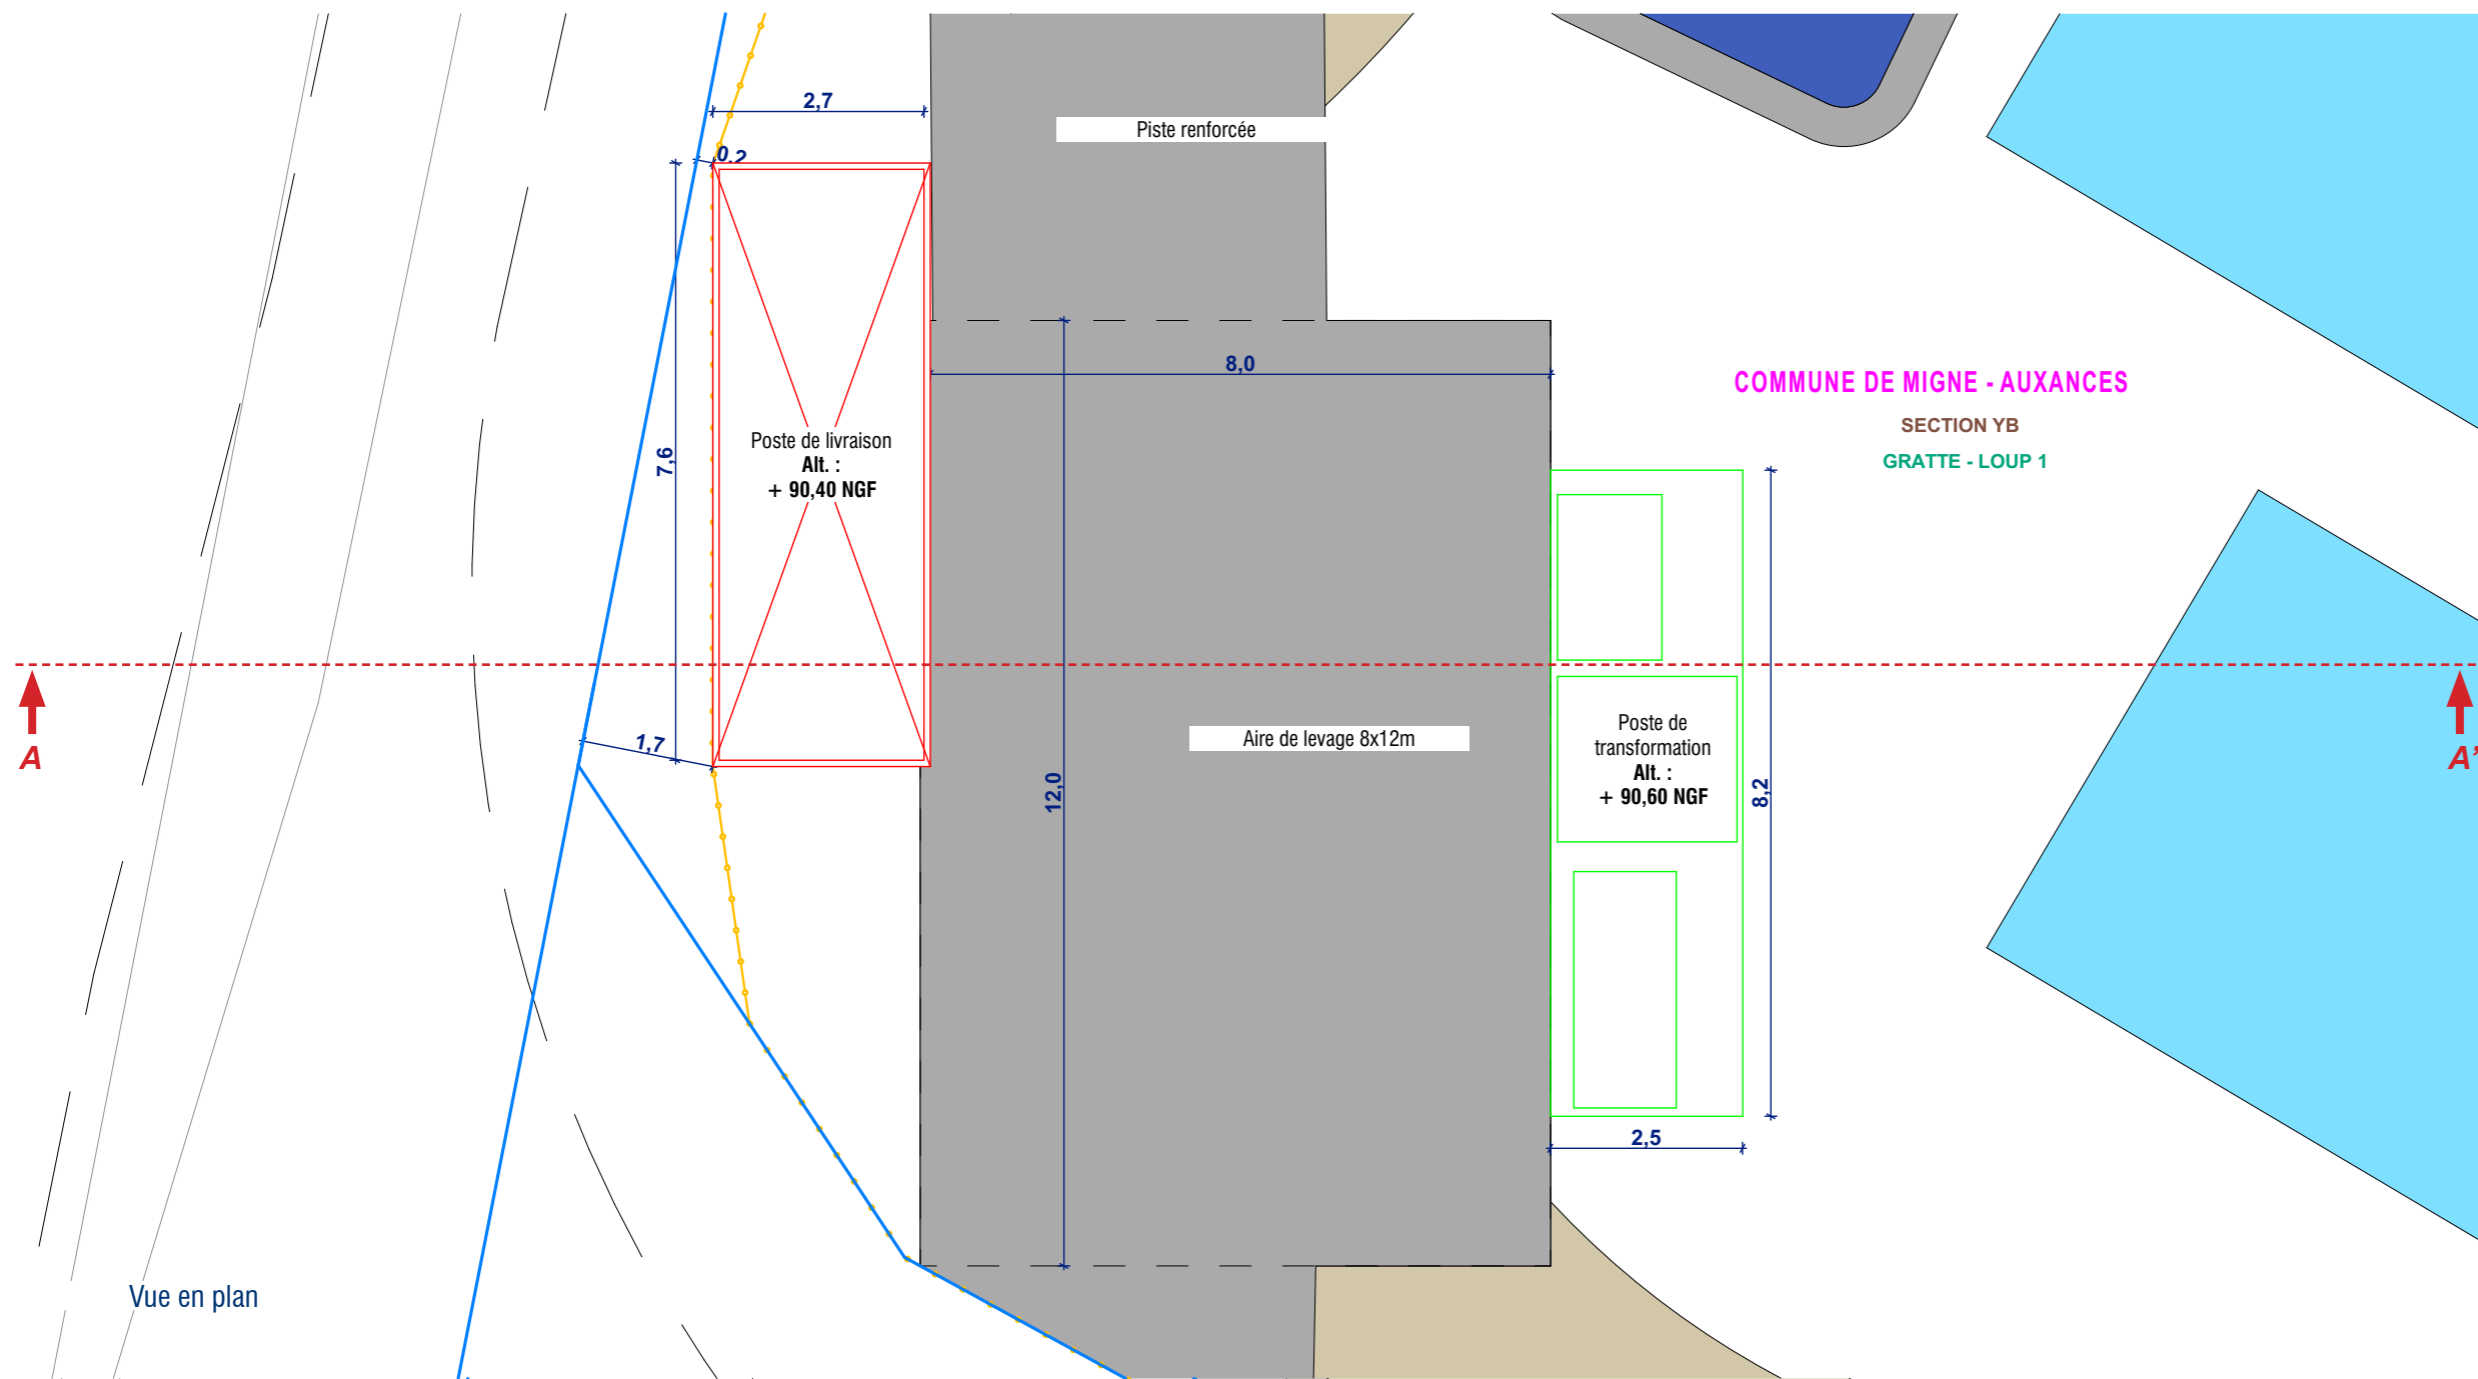 2,7
Piste renforcée
0,2
8,0
COMMUNE DE MIGNE - AUXANCES
SECTION YB
GRATTE - LOUP 1
7,6
Poste de livraison
Alt. :
+ 90,40 NGF
A
1,7
Aire de levage 8x12m
12,0
Poste de
transformation
Alt. :
+ 90,60 NGF
8,2
A'
2,5
Vue en plan